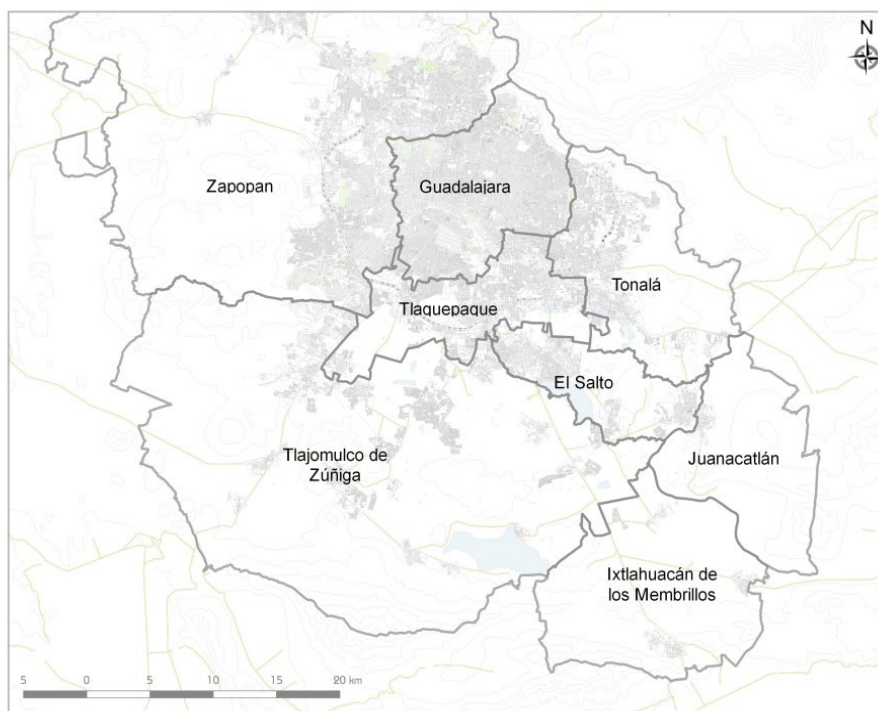 N
Zapopan
Guadalajara
Tonalá
Tlaquepaque
El Salto
Tlajomulco de
Zúñiga
Juanacatlán
Ixtlahuacán de
los Membrillos
5 0 5 10 15 20 km